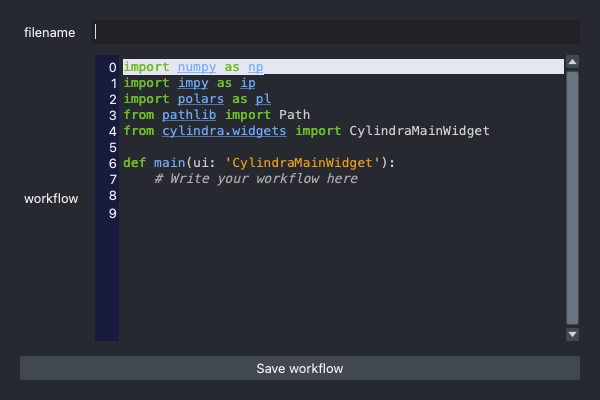 filename
workflow
0 import numpy as np
1 import impy as ip
2 import polars as pl
3 from pathlib import Path
4 from cylindra.widgets import CylindraMainWidget
5
6 def main(ui: 'CylindraMainWidget'):
7     # Write your workflow here
8
9
Save workflow